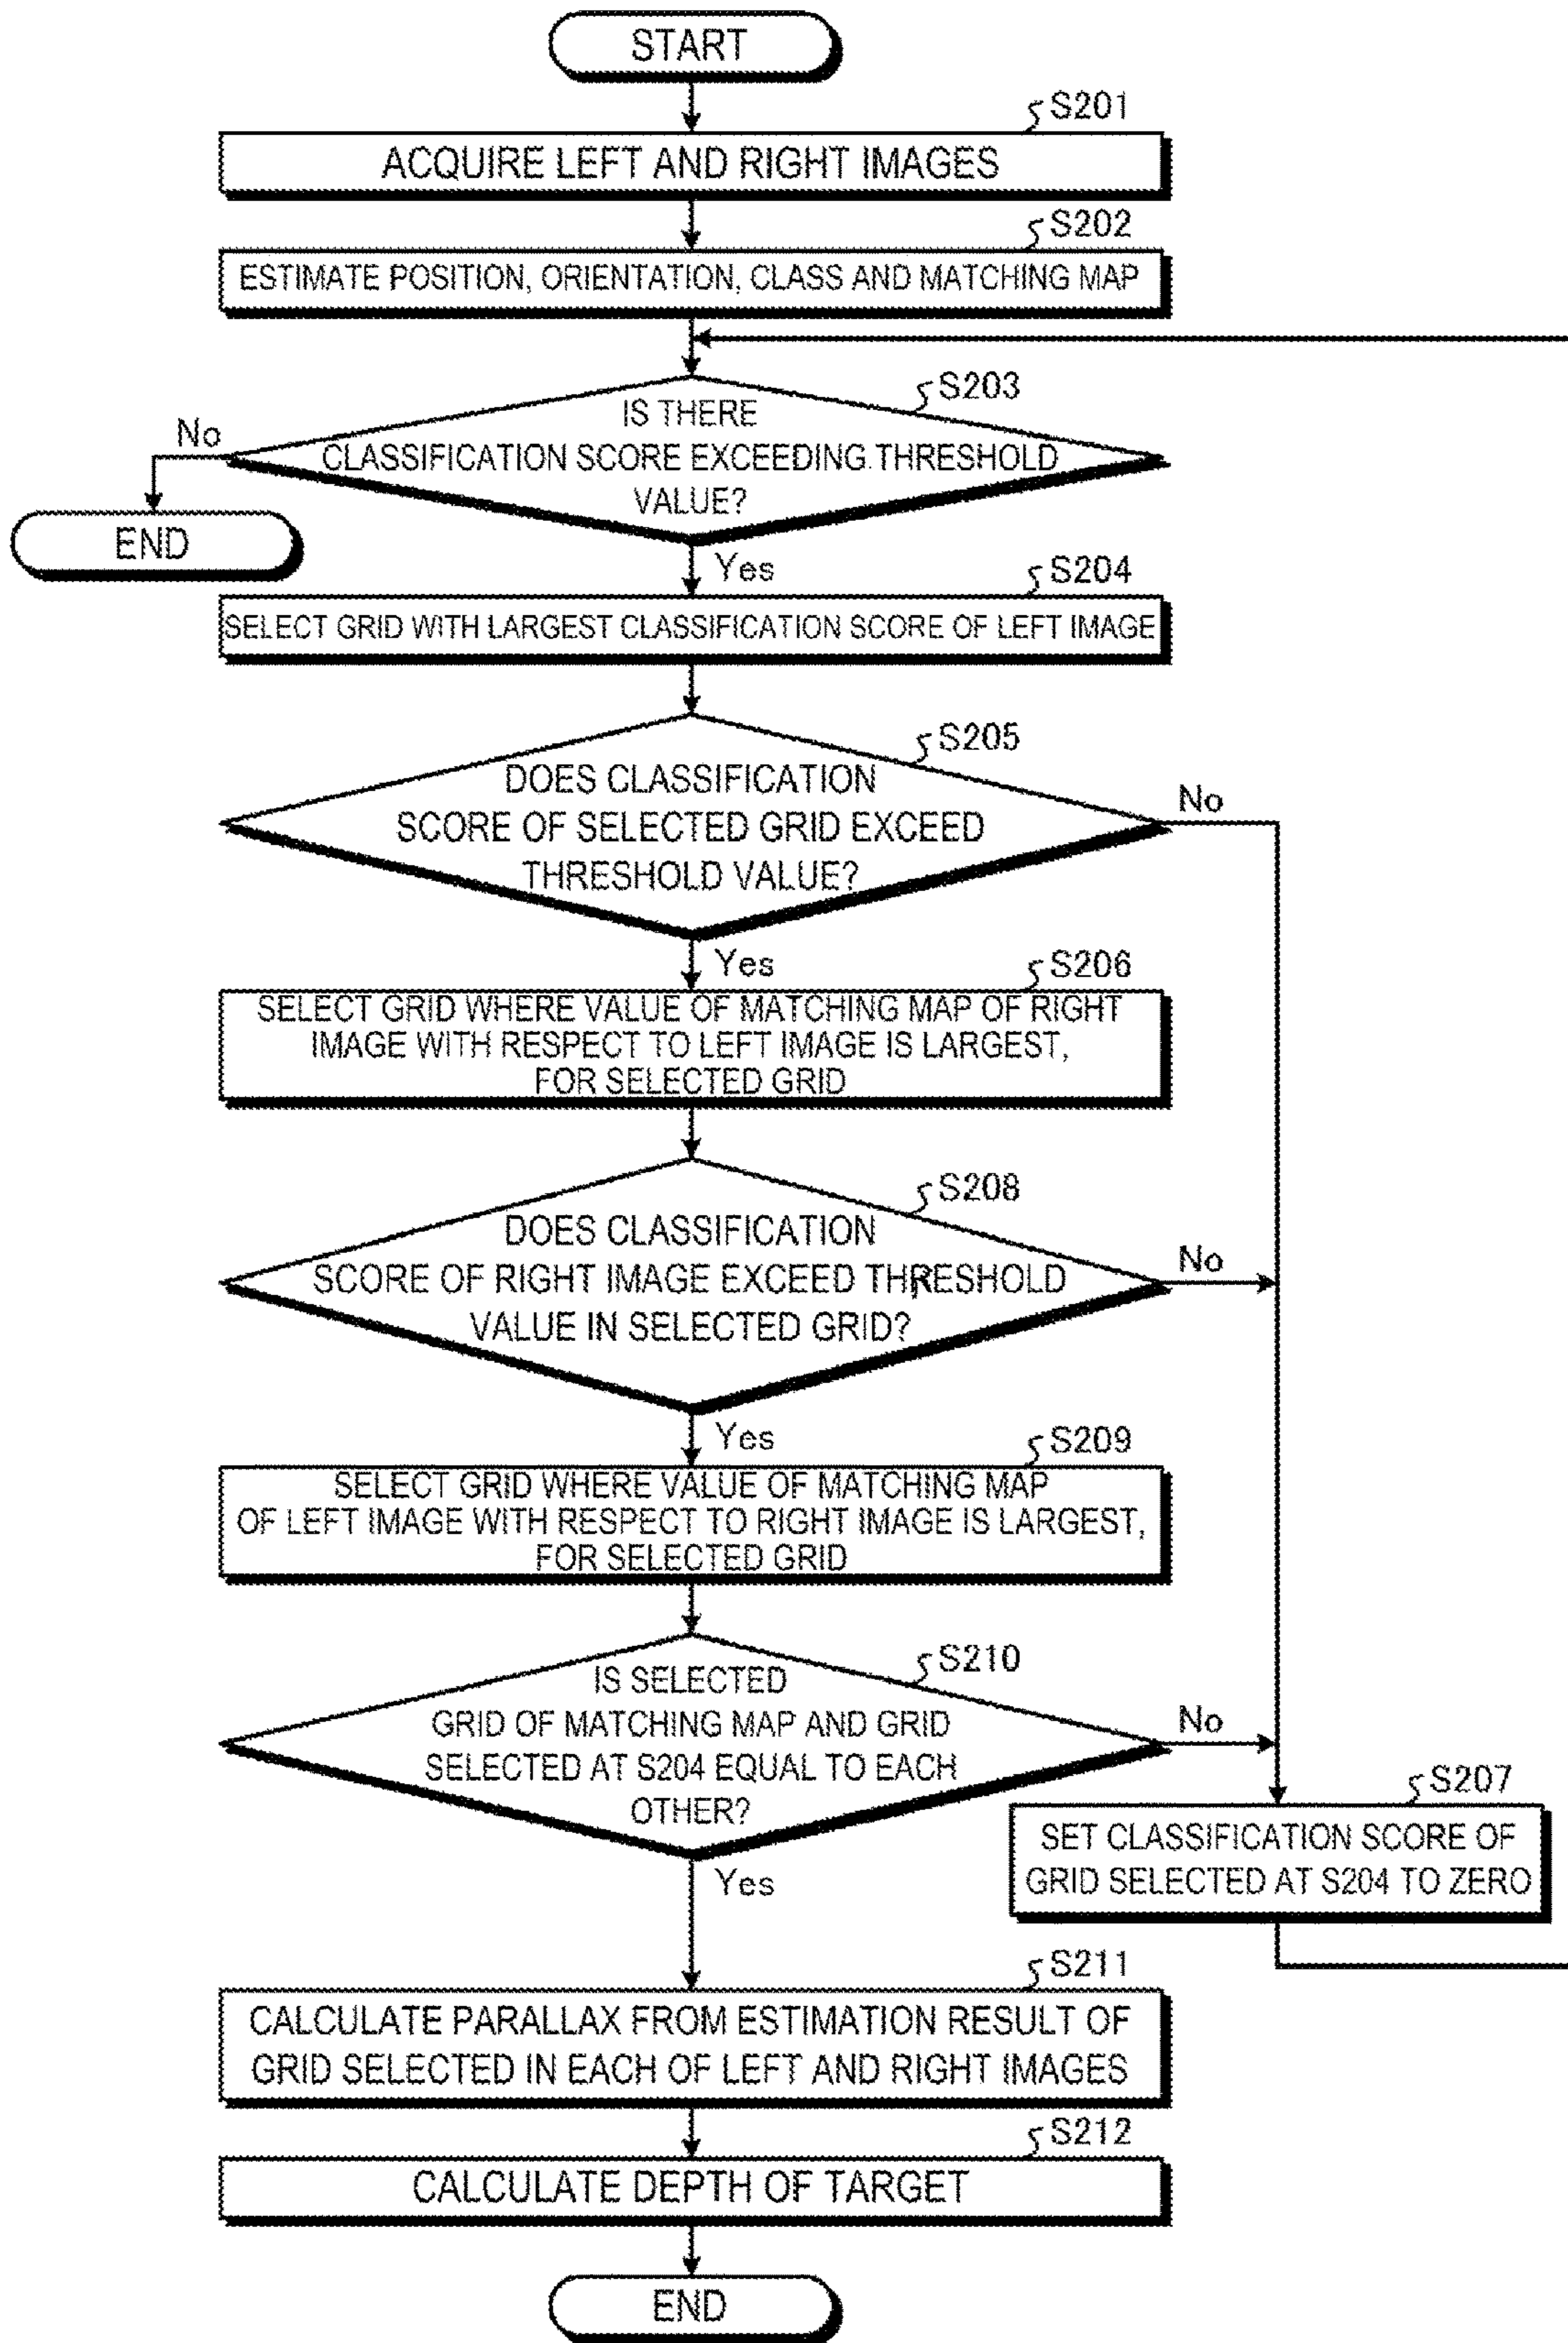 START
S201
ACQUIRE LEFT AND RIGHT IMAGES
S202
ESTIMATE POSITION, ORIENTATION, CLASS AND MATCHING MAP
S203
IS THERE
CLASSIFICATION SCORE EXCEEDING THRESHOLD
VALUE?
No
END
Yes
S204
SELECT GRID WITH LARGEST CLASSIFICATION SCORE OF LEFT IMAGE
S205
DOES CLASSIFICATION
SCORE OF SELECTED GRID EXCEED
THRESHOLD VALUE?
No
Yes
S206
SELECT GRID WHERE VALUE OF MATCHING MAP OF RIGHT
IMAGE WITH RESPECT TO LEFT IMAGE IS LARGEST,
FOR SELECTED GRID
S208
DOES CLASSIFICATION
SCORE OF RIGHT IMAGE EXCEED THRESHOLD
VALUE IN SELECTED GRID?
No
Yes
S209
SELECT GRID WHERE VALUE OF MATCHING MAP
OF LEFT IMAGE WITH RESPECT TO RIGHT IMAGE IS LARGEST,
FOR SELECTED GRID
S210
IS SELECTED
GRID OF MATCHING MAP AND GRID
SELECTED AT S204 EQUAL TO EACH
OTHER?
No
Yes
S207
SET CLASSIFICATION SCORE OF
GRID SELECTED AT S204 TO ZERO
S211
CALCULATE PARALLAX FROM ESTIMATION RESULT OF
GRID SELECTED IN EACH OF LEFT AND RIGHT IMAGES
S212
CALCULATE DEPTH OF TARGET
END